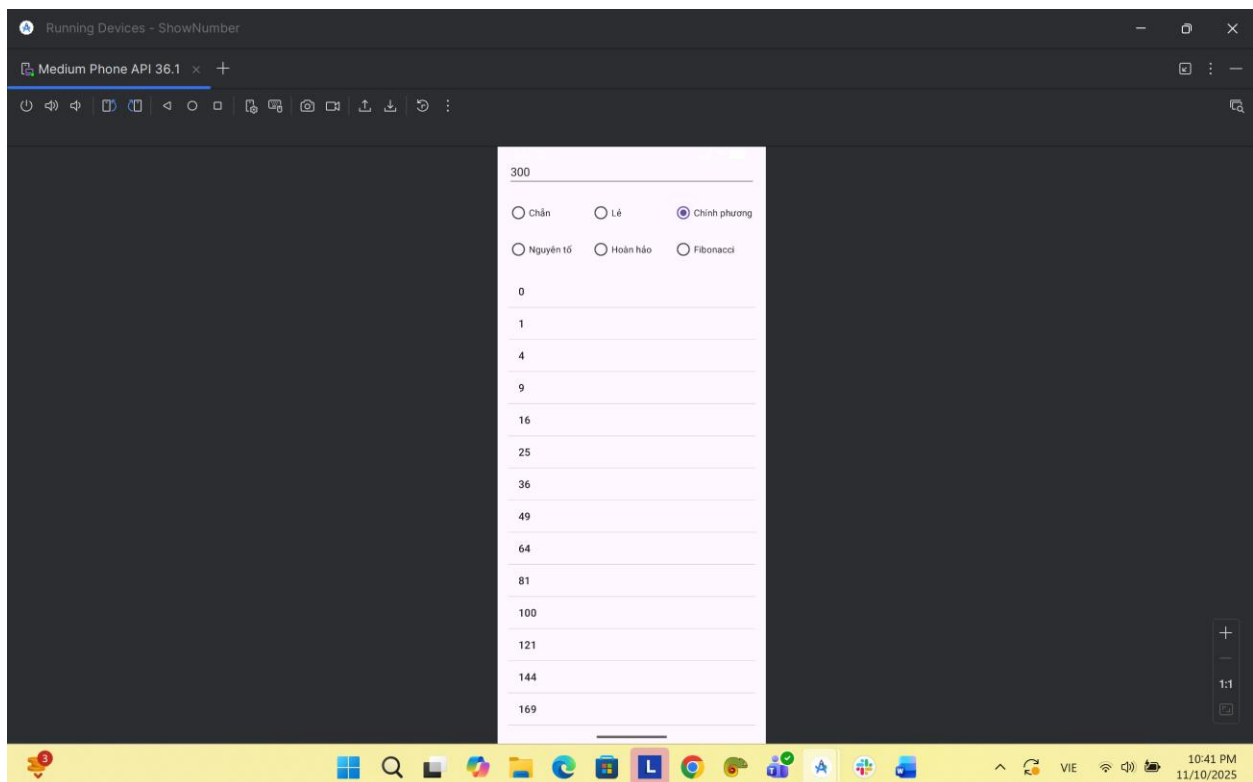 Running Devices - ShowNumber
Medium Phone API 36.1
300
Chẵn Lẻ Chính phương
Nguyên tố Hoàn hảo Fibonacci
0
1
4
9
16
25
36
49
64
81
100
121
144
169
1:1
3
L
VIE
10:41 PM
11/10/2025